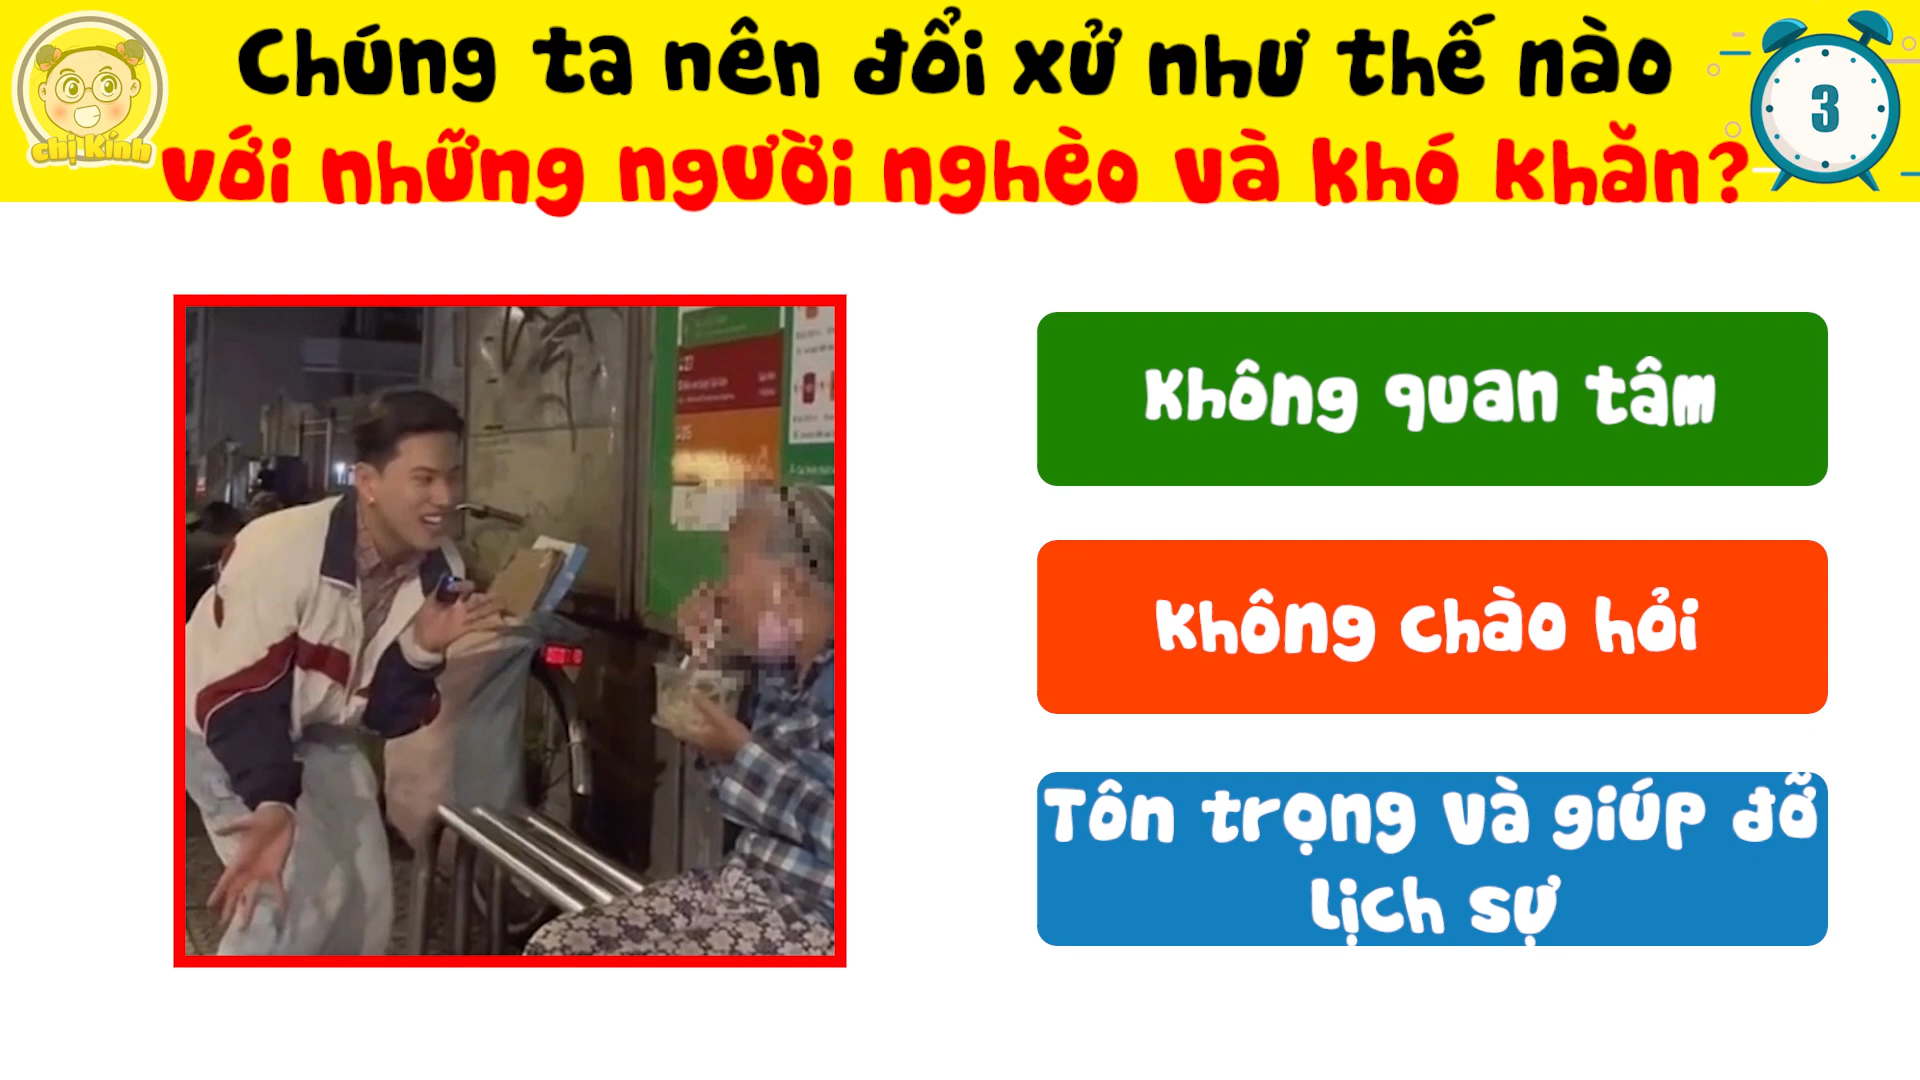 Chúng ta nên đổi xử như thế nào
với những người nghèo và khó khăn?
chị Kính
3
Không quan tâm
Không chào hỏi
Tôn trọng và giúp đỡ
lịch sự